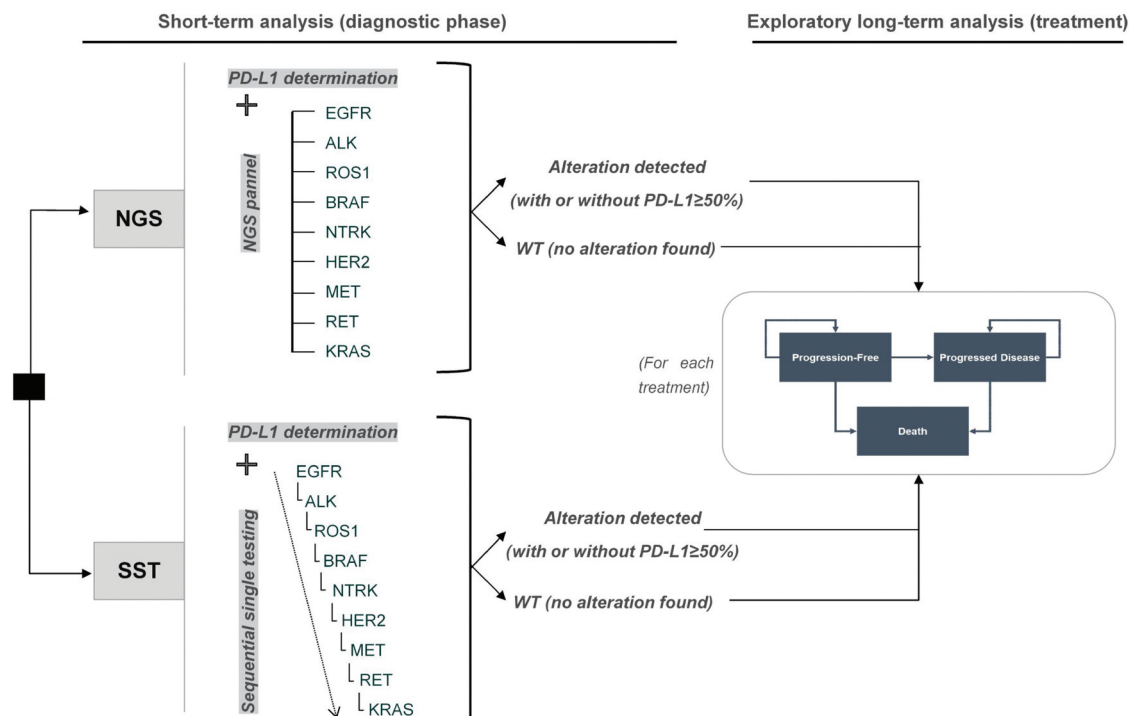 Short-term analysis (diagnostic phase)
Exploratory long-term analysis (treatment)
PD-L1 determination
NGS pannel
EGFR
ALK
ROS1
BRAF
NTRK
HER2
MET
RET
KRAS
NGS
Alteration detected
(with or without PD-L1≥50%)
WT (no alteration found)
(For each
treatment)
Progression-Free
Progressed Disease
Death
PD-L1 determination
Sequential single testing
EGFR
ALK
ROS1
BRAF
NTRK
HER2
MET
RET
KRAS
SST
Alteration detected
(with or without PD-L1≥50%)
WT (no alteration found)